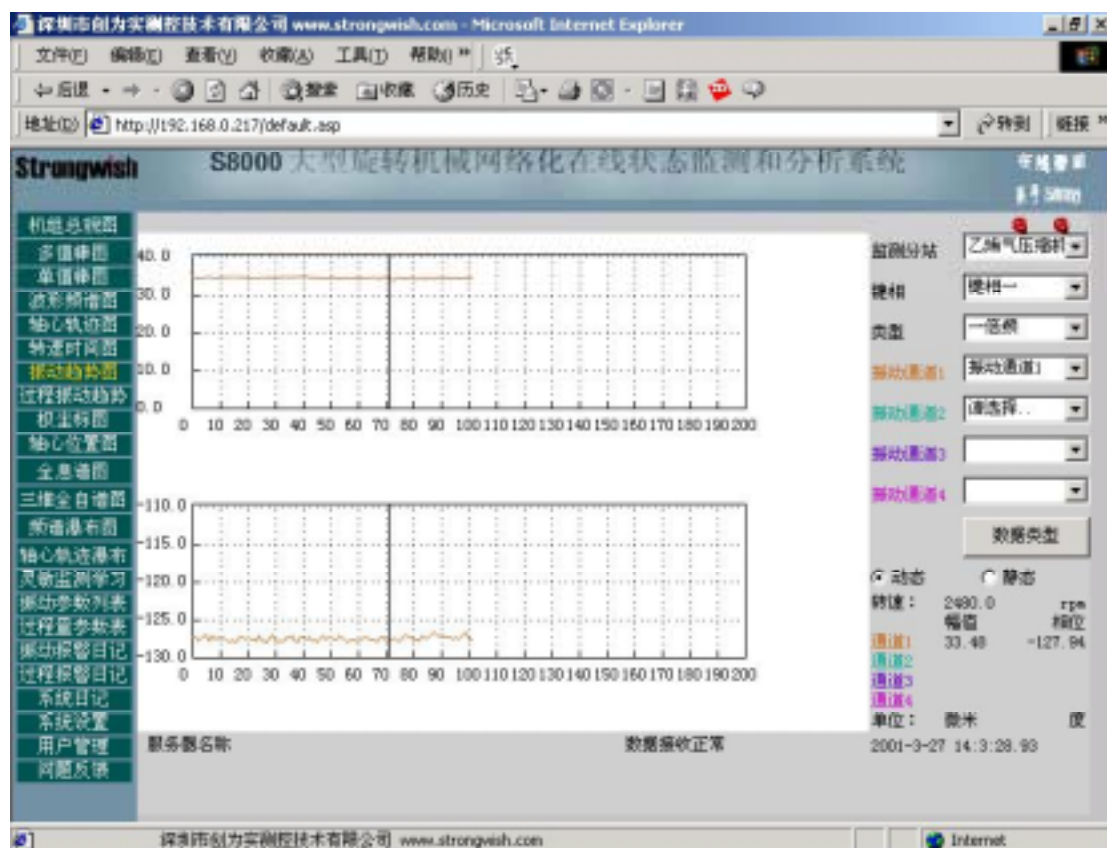 深圳市创为实测控技术有限公司 www.strongwish.com - Microsoft Internet Explorer
文件(F) 编辑(E) 查看(V) 收藏(A) 工具(T) 帮助(H) »
后退 搜索 收藏 历史
地址(D) http://192.168.0.217/default.asp 转到 链接 »
Strongwish S8000 大型旋转机械网络化在线状态监测和分析系统
机组总貌图
多值棒图
单值棒图
波形频谱图
轴心轨迹图
转速时间图
振动趋势图
过程振动趋势
极坐标图
轴心位置图
全息谱图
三维全息谱图
频谱瀑布图
轴心轨迹瀑布
灵敏监测学习
振动参数列表
过程量参数表
振动报警日记
过程报警日记
系统日记
系统设置
用户管理
问题反馈
40.0
30.0
20.0
10.0
0.0
0 10 20 30 40 50 60 70 80 90 100 110 120 130 140 150 160 170 180 190 200
-110.0
-115.0
-120.0
-125.0
-130.0
0 10 20 30 40 50 60 70 80 90 100 110 120 130 140 150 160 170 180 190 200
监测分站 乙烯气压缩机
键相 键相一
类型 一倍频
振动通道1 振动通道1
振动通道2 请选择..
振动通道3
振动通道4
数据类型
动态 静态
转速: 2480.0 rpm
幅值 相位
通道1 33.48 -127.94
通道2
通道3
通道4
单位: 微米 度
服务器名称 数据接收正常 2001-3-27 14:3:28.93
深圳市创为实测控技术有限公司 www.strongwish.com Internet